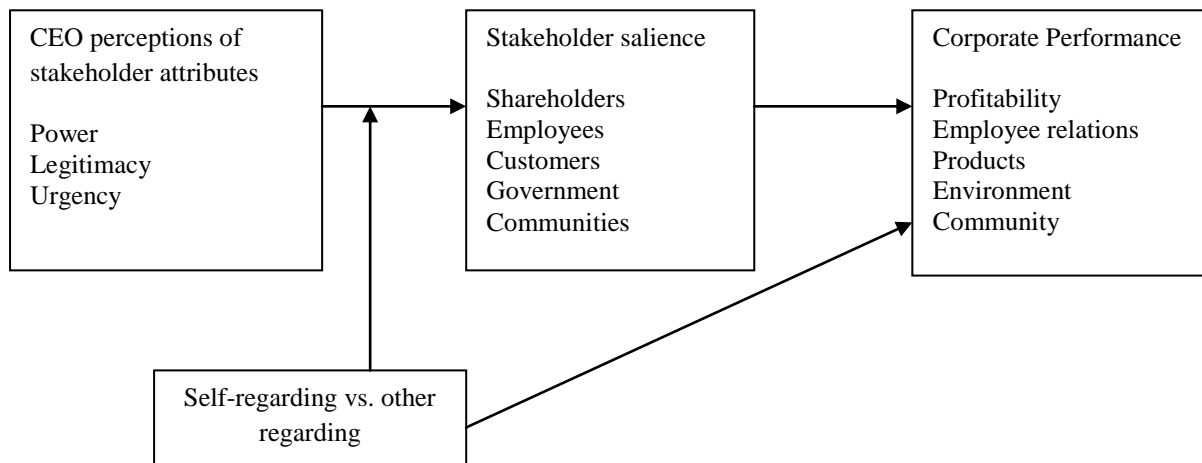 CEO perceptions of
stakeholder attributes
Power
Legitimacy
Urgency
Stakeholder salience
Shareholders
Employees
Customers
Government
Communities
Corporate Performance
Profitability
Employee relations
Products
Environment
Community
Self-regarding vs. other
regarding